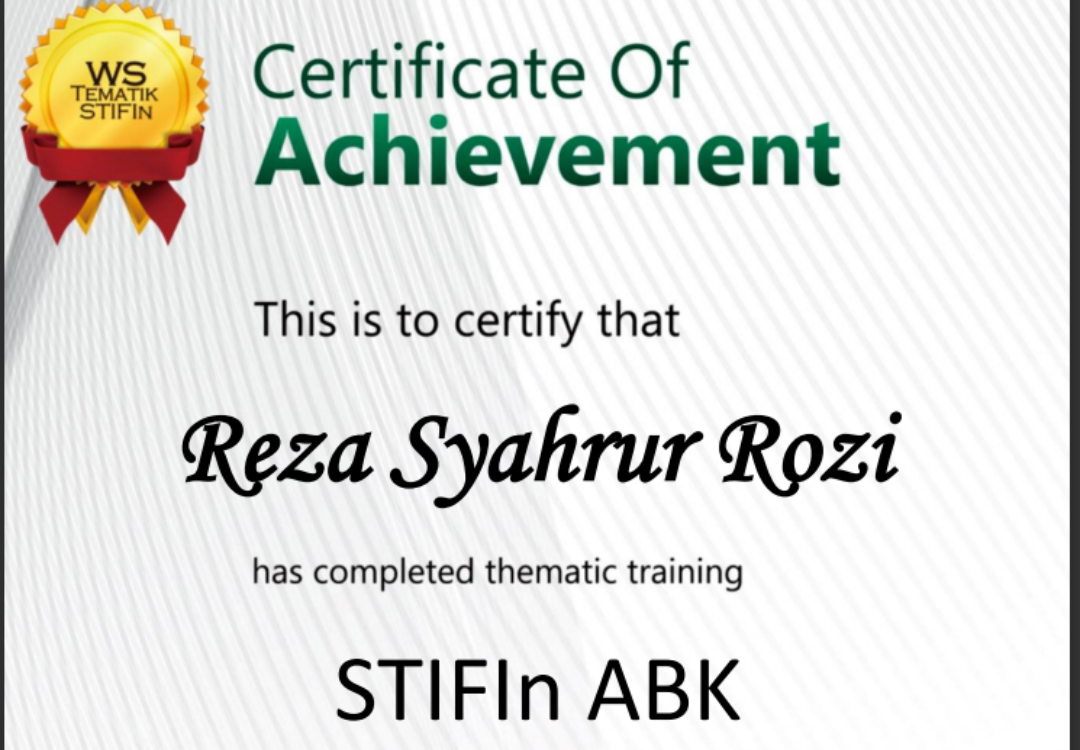 WS
TEMATIK
STIFIN
Certificate Of
Achievement
This is to certify that
Reza Syahrur Rozi
has completed thematic training
STIFIn ABK